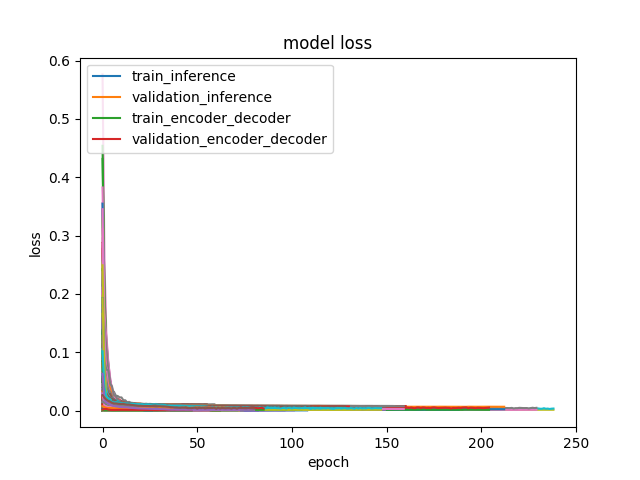 model loss
0.6
0.5
0.4
0.3
0.2
0.1
0.0
loss
train_inference
validation_inference
train_encoder_decoder
validation_encoder_decoder
0 50 100 150 200 250
epoch